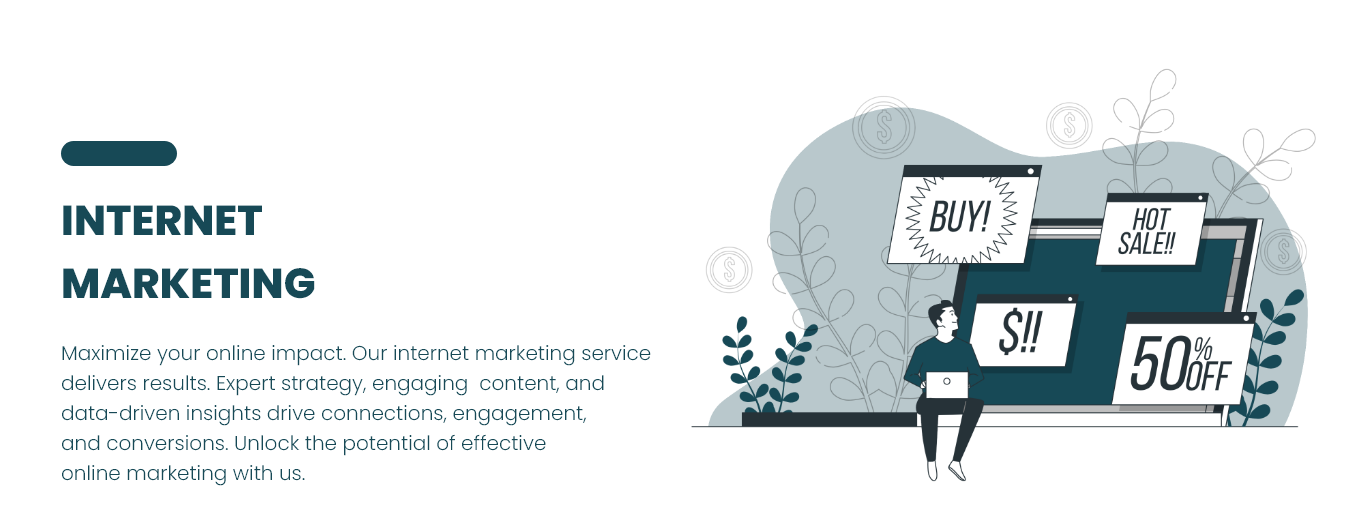 INTERNET
MARKETING
Maximize your online impact. Our internet marketing service
delivers results. Expert strategy, engaging  content, and
data-driven insights drive connections, engagement,
and conversions. Unlock the potential of effective
online marketing with us.
BUY!
HOT
SALE!!
$!!
50%
OFF
$
$
$
$